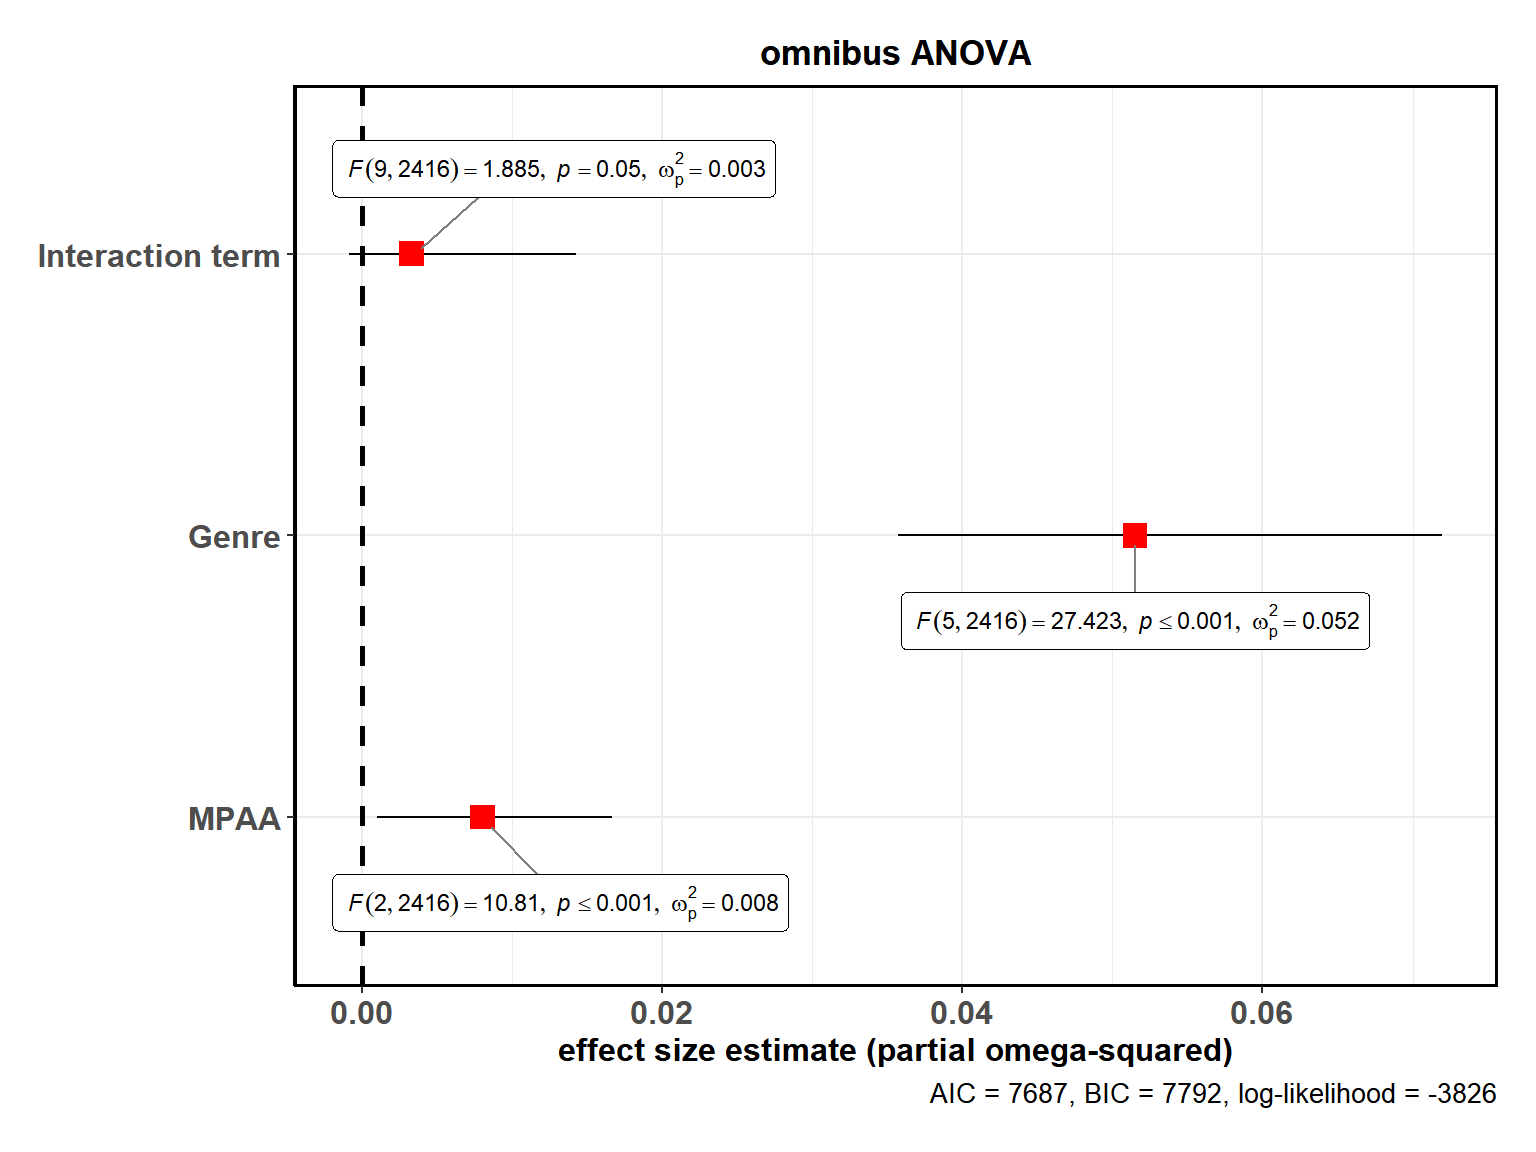 omnibus ANOVA
F(9, 2416) = 1.885, p = 0.05, ω²ₚ = 0.003
Interaction term
Genre
F(5, 2416) = 27.423, p ≤ 0.001, ω²ₚ = 0.052
MPAA
F(2, 2416) = 10.81, p ≤ 0.001, ω²ₚ = 0.008
0.00 0.02 0.04 0.06
effect size estimate (partial omega-squared)
AIC = 7687, BIC = 7792, log-likelihood = -3826